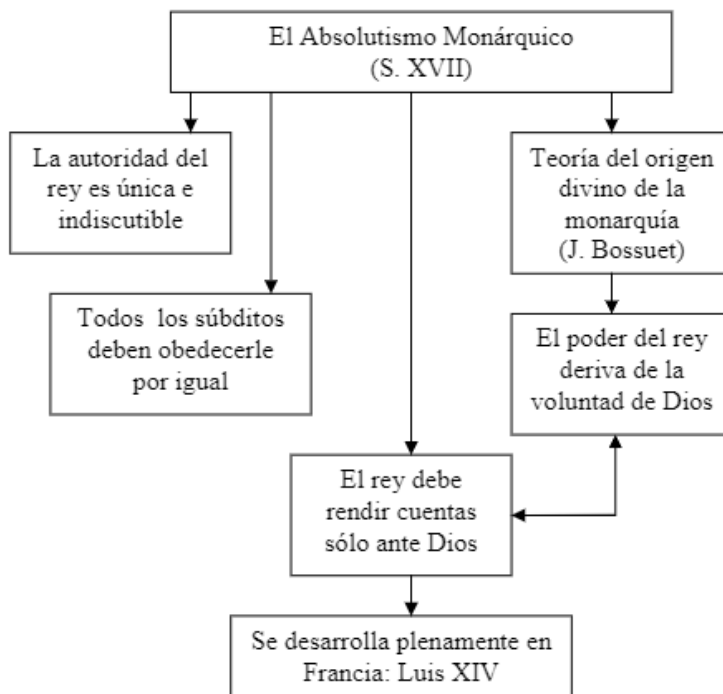 El Absolutismo Monárquico
(S. XVII)
La autoridad del
rey es única e
indiscutible
Teoría del origen
divino de la
monarquía
(J. Bossuet)
Todos los súbditos
deben obedecerle
por igual
El poder del rey
deriva de la
voluntad de Dios
El rey debe
rendir cuentas
sólo ante Dios
Se desarrolla plenamente en
Francia: Luis XIV